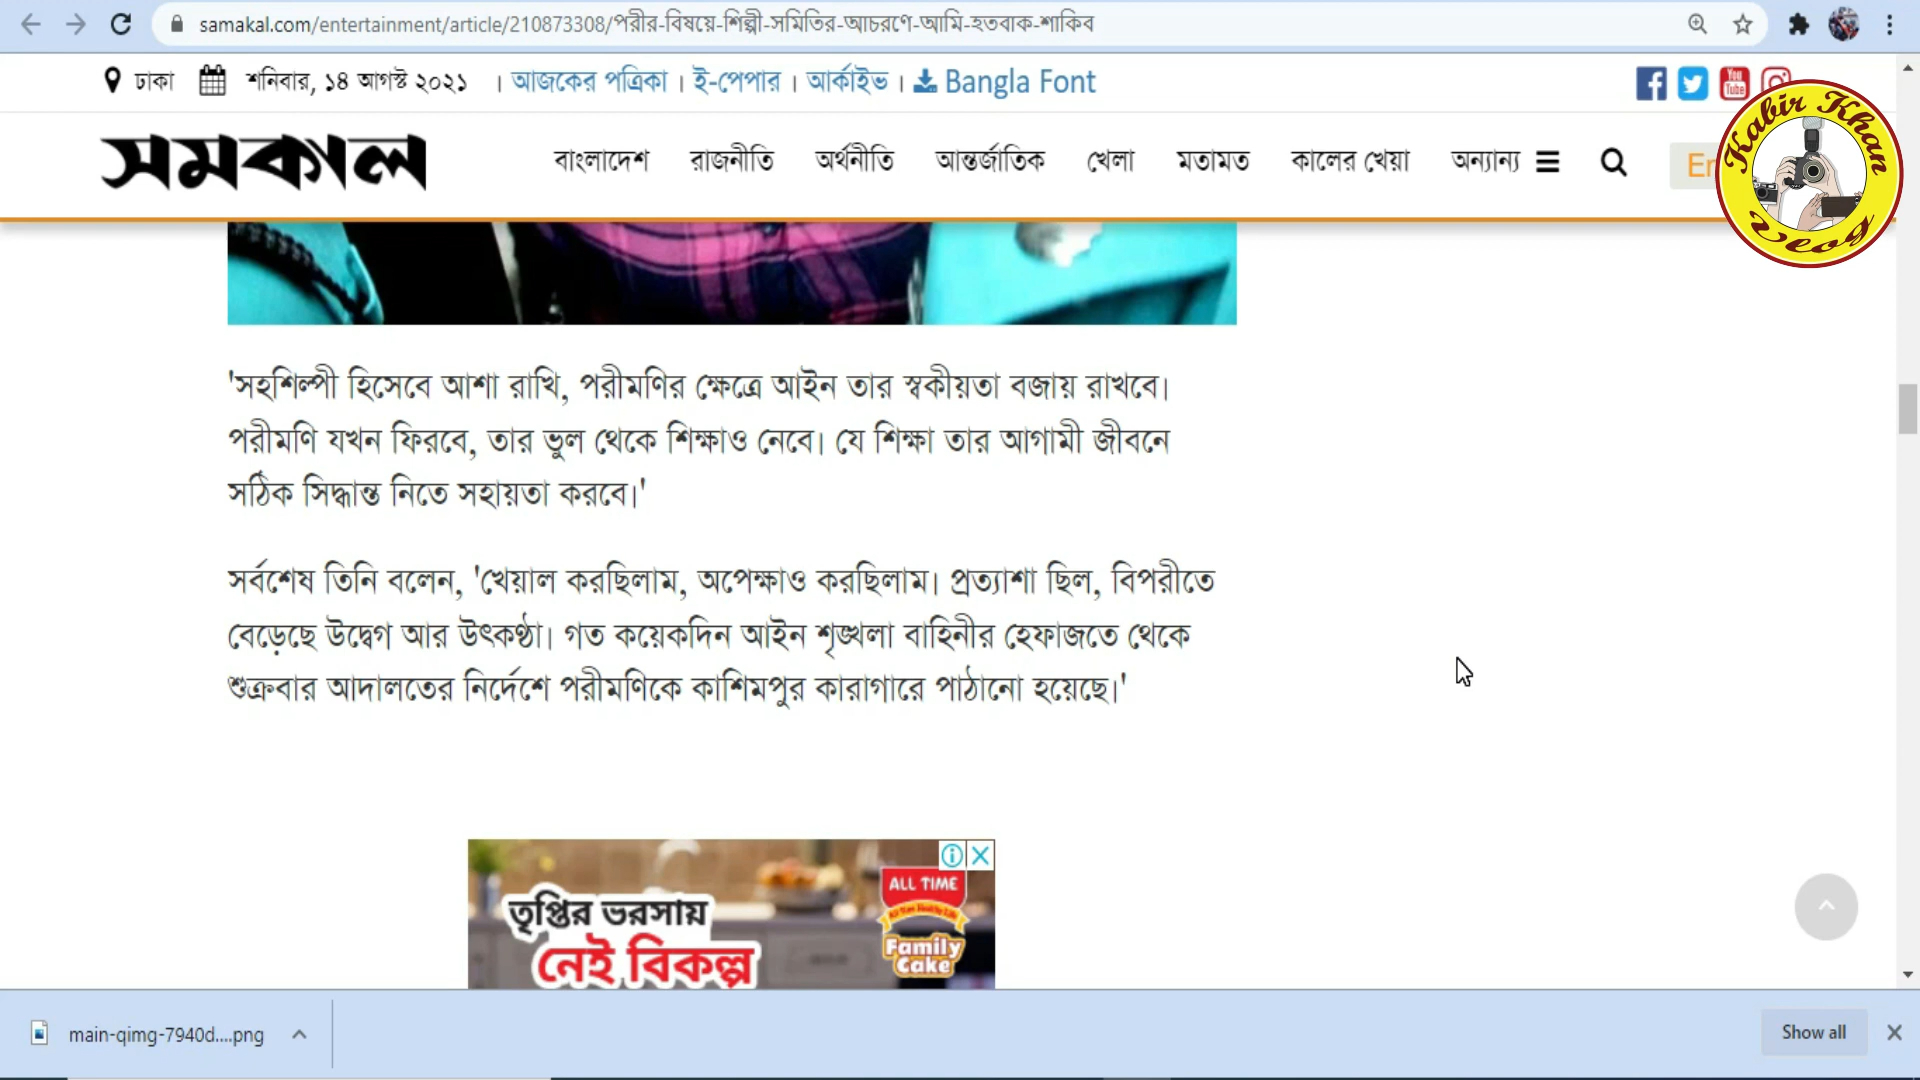 samakal.com/entertainment/article/210873308/পরীর-বিষয়ে-শিল্পী-সমিতির-আচরণে-আমি-হতবাক-শাকিব
ঢাকা শনিবার, ১৪ আগস্ট ২০২১ । আজকের পত্রিকা । ই-পেপার । আর্কাইভ । Bangla Font
You Tube
সমকাল
বাংলাদেশ রাজনীতি অর্থনীতি আন্তর্জাতিক খেলা মতামত কালের খেয়া অন্যান্য
Kabir Khan
Vlog
'সহশিল্পী হিসেবে আশা রাখি, পরীমণির ক্ষেত্রে আইন তার স্বকীয়তা বজায় রাখবে।
পরীমণি যখন ফিরবে, তার ভুল থেকে শিক্ষাও নেবে। যে শিক্ষা তার আগামী জীবনে
সঠিক সিদ্ধান্ত নিতে সহায়তা করবে।'
সর্বশেষ তিনি বলেন, 'খেয়াল করছিলাম, অপেক্ষাও করছিলাম। প্রত্যাশা ছিল, বিপরীতে
বেড়েছে উদ্বেগ আর উৎকণ্ঠা। গত কয়েকদিন আইন শৃঙ্খলা বাহিনীর হেফাজতে থেকে
শুক্রবার আদালতের নির্দেশে পরীমণিকে কাশিমপুর কারাগারে পাঠানো হয়েছে।'
তৃপ্তির ভরসায়
নেই বিকল্প
ALL TIME
Family
Cake
main-qimg-7940d....png
Show all